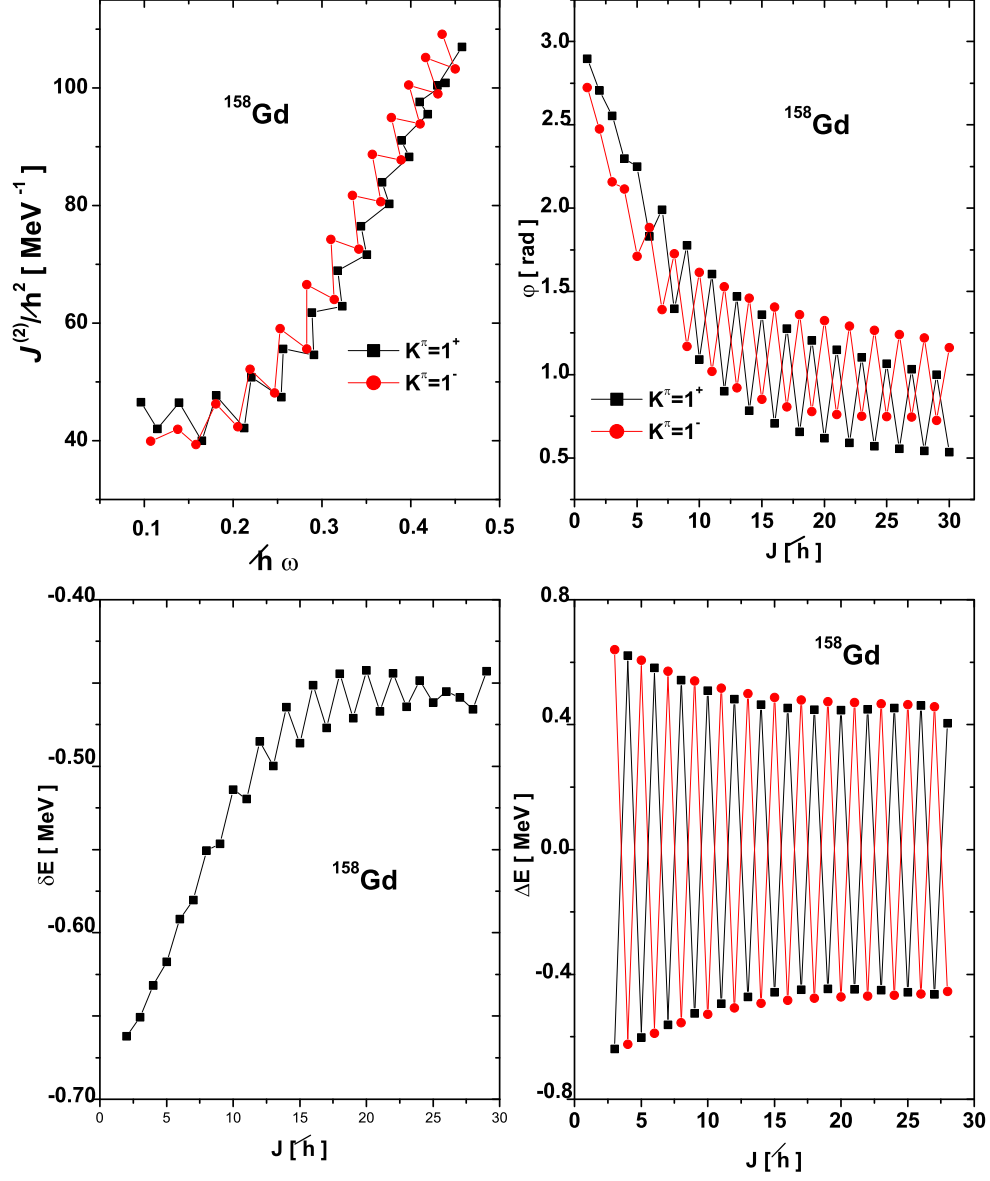 100
80
60
40
0.1 0.2 0.3 0.4 0.5
J(2)/ħ2 [ MeV-1 ]
ħ ω
158Gd
Kπ=1+
Kπ=1-
3.0
2.5
2.0
1.5
1.0
0.5
0 5 10 15 20 25 30
φ [ rad ]
J [ ħ ]
158Gd
Kπ=1+
Kπ=1-
-0.40
-0.50
-0.60
-0.70
0 5 10 15 20 25 30
δE [ MeV ]
J [ ħ ]
158Gd
0.8
0.4
0.0
-0.4
-0.8
0 5 10 15 20 25 30
ΔE [ MeV ]
J [ ħ ]
158Gd